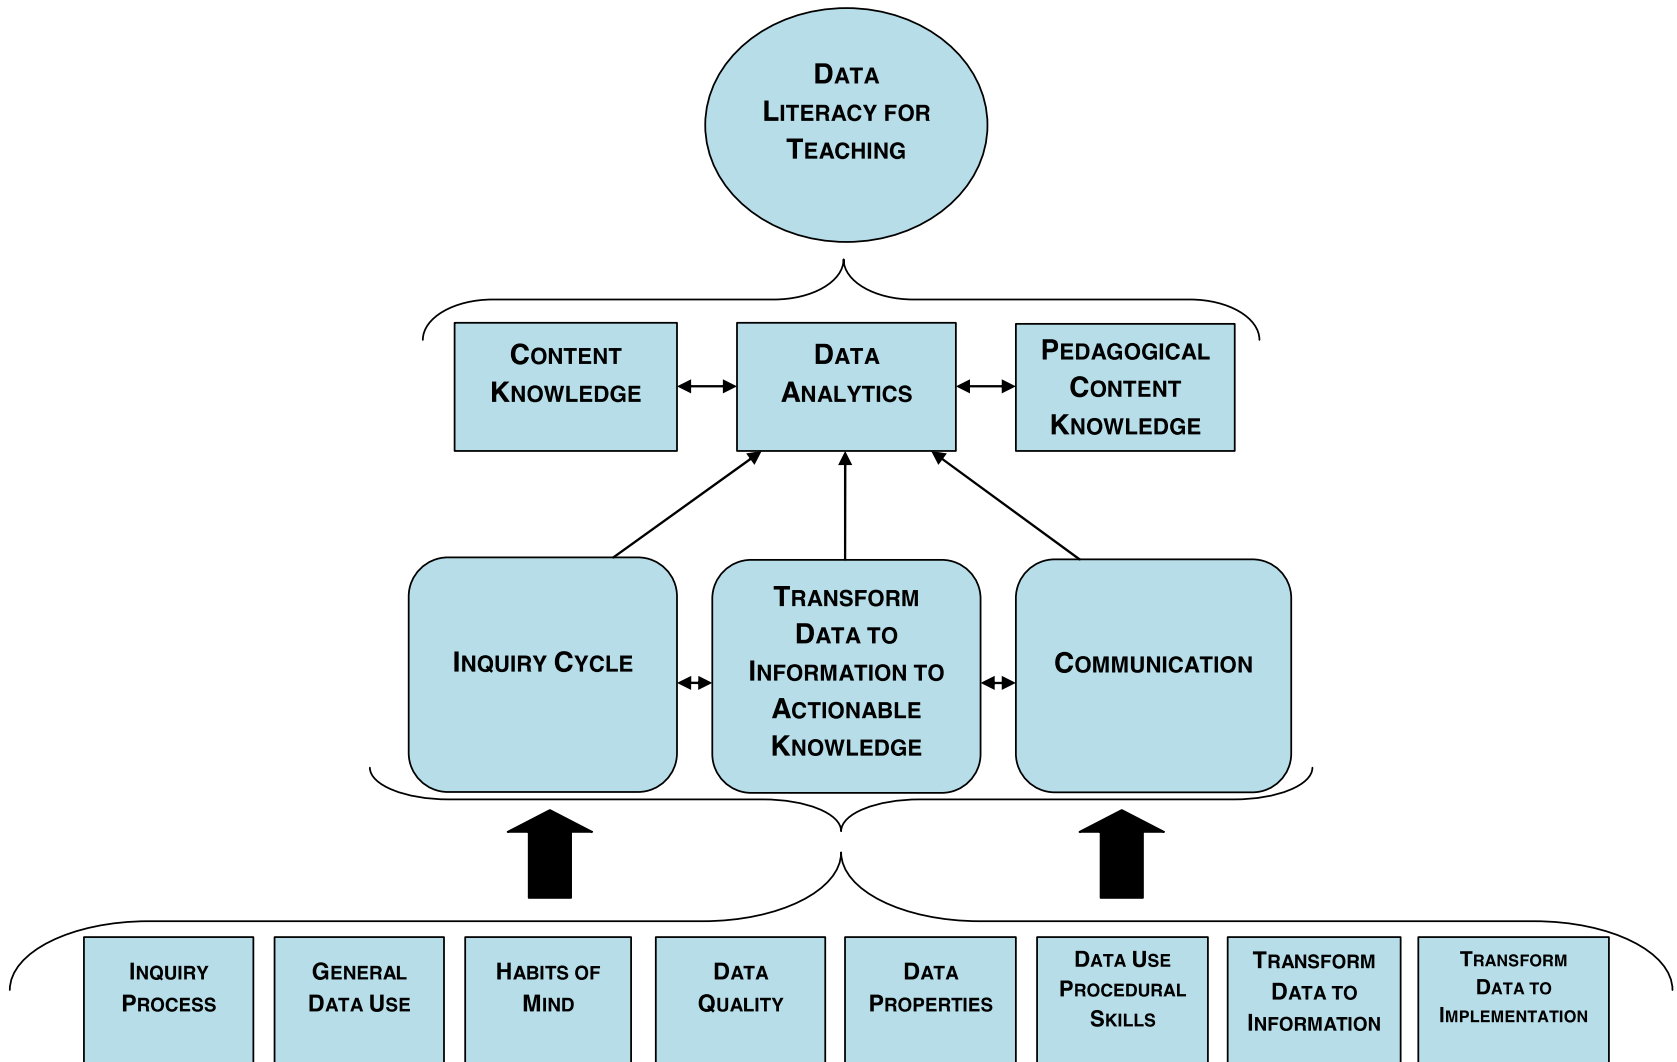 DATA
LITERACY FOR
TEACHING
CONTENT
KNOWLEDGE
DATA
ANALYTICS
PEDAGOGICAL
CONTENT
KNOWLEDGE
INQUIRY CYCLE
TRANSFORM
DATA TO
INFORMATION TO
ACTIONABLE
KNOWLEDGE
COMMUNICATION
INQUIRY
PROCESS
GENERAL
DATA USE
HABITS OF
MIND
DATA
QUALITY
DATA
PROPERTIES
DATA USE
PROCEDURAL
SKILLS
TRANSFORM
DATA TO
INFORMATION
TRANSFORM
DATA TO
IMPLEMENTATION